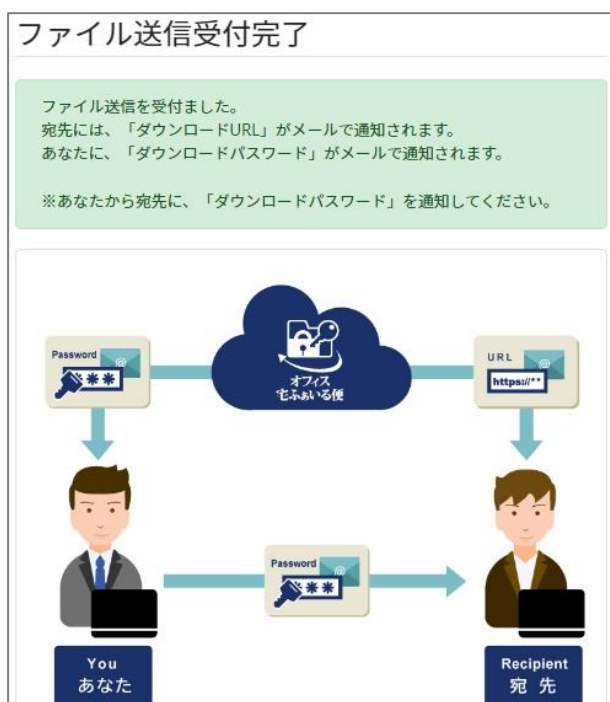 ファイル送信受付完了
ファイル送信を受付ました。
宛先には、「ダウンロードURL」がメールで通知されます。
あなたに、「ダウンロードパスワード」がメールで通知されます。
※あなたから宛先に、「ダウンロードパスワード」を通知してください。
Password
@
***
オフィス
宅ふぁいる便
URL
@
https://**
Password
@
***
You
あなた
Recipient
宛 先